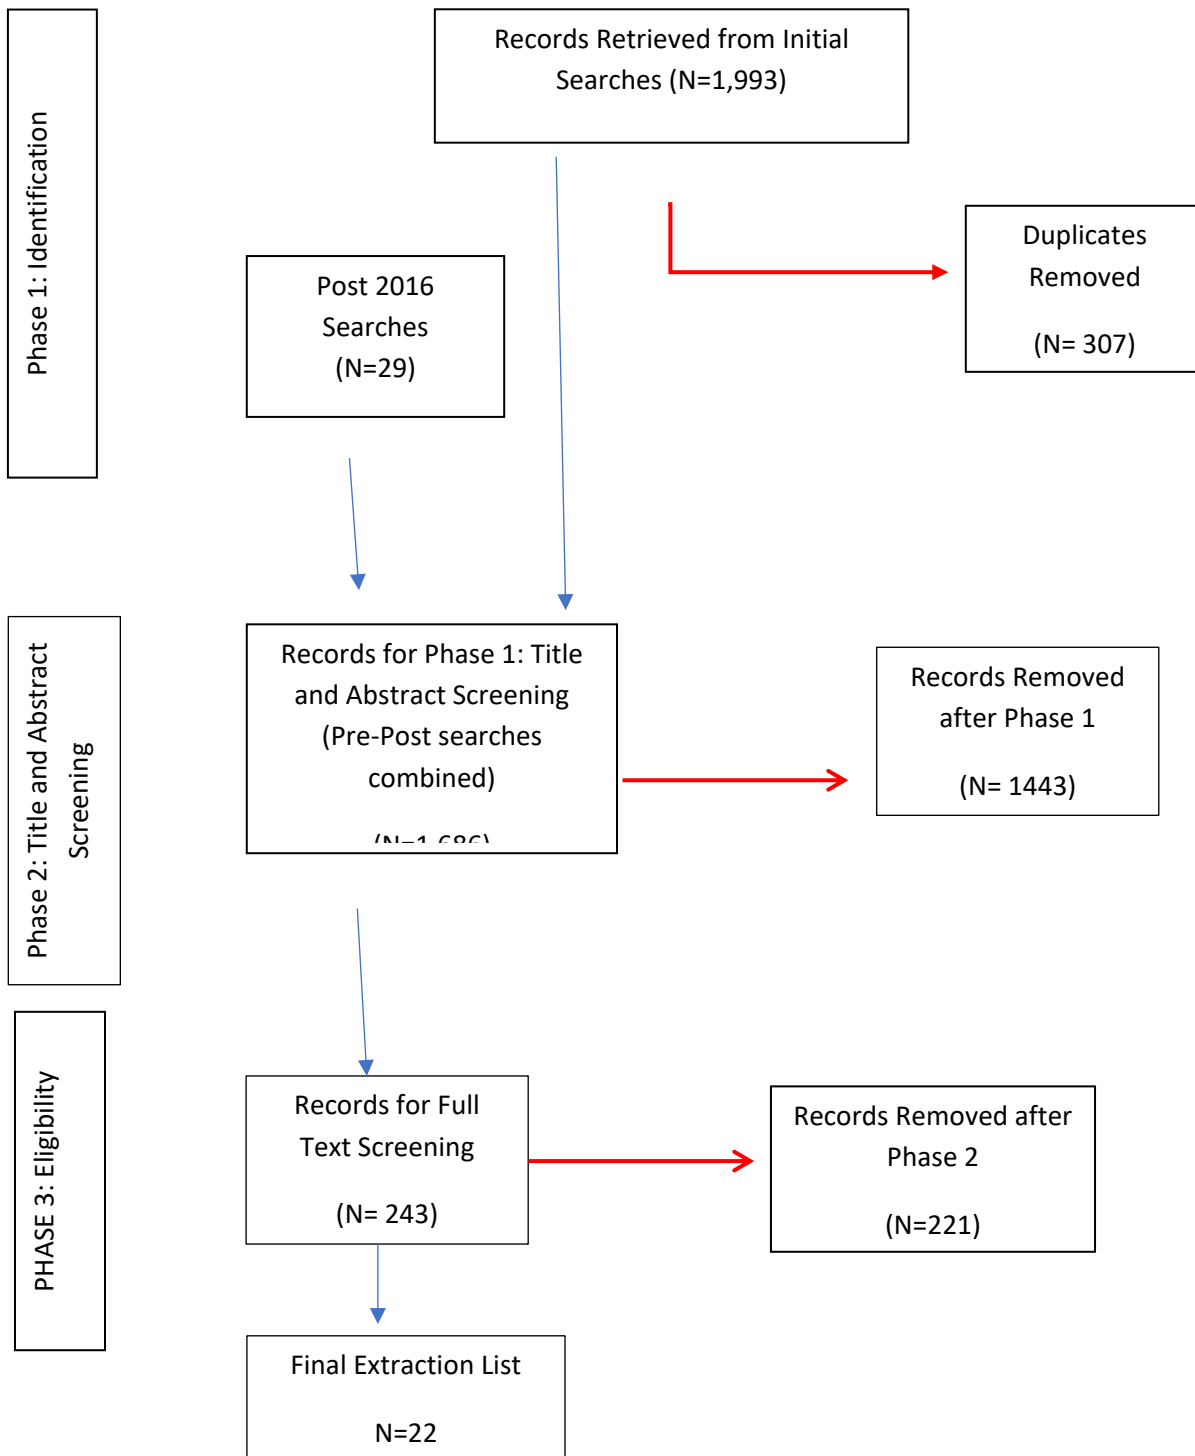 Phase 1: Identification
Records Retrieved from Initial
Searches (N=1,993)
Duplicates
Removed
(N= 307)
Post 2016
Searches
(N=29)
Phase 2: Title and Abstract
Screening
Records for Phase 1: Title
and Abstract Screening
(Pre-Post searches
combined)
(N=1,686)
Records Removed
after Phase 1
(N= 1443)
PHASE 3: Eligibility
Records for Full
Text Screening
(N= 243)
Records Removed after
Phase 2
(N=221)
Final Extraction List
N=22